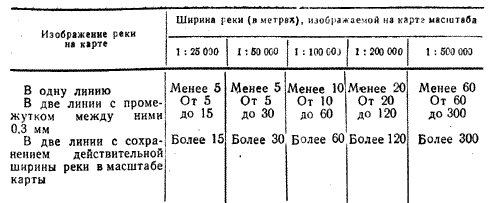 Изображение реки
на карте
Ширина реки (в метрах), изображаемой на карте масштаба
1 : 25 000 1 : 50 000 1 : 100 000 1 : 200 000 1 : 500 000
В одну линию Менее 5 Менее 5 Менее 10 Менее 20 Менее 60
В две линии с проме- От 5 От 5 От 10 От 20 От 60
жутком между ними до 15 до 30 до 60 до 120 до 300
0,3 мм
В две линии с сохра- Более 15 Более 30 Более 60 Более 120 Более 300
нением действительной
ширины реки в масштабе
карты